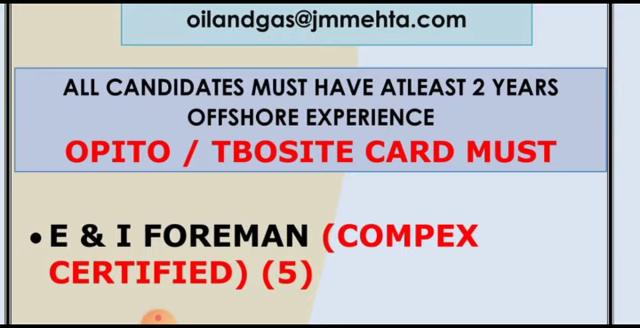 oilandgas@jmmehta.com
ALL CANDIDATES MUST HAVE ATLEAST 2 YEARS
OFFSHORE EXPERIENCE
OPITO / TBOSITE CARD MUST
• E & I FOREMAN (COMPEX
CERTIFIED) (5)